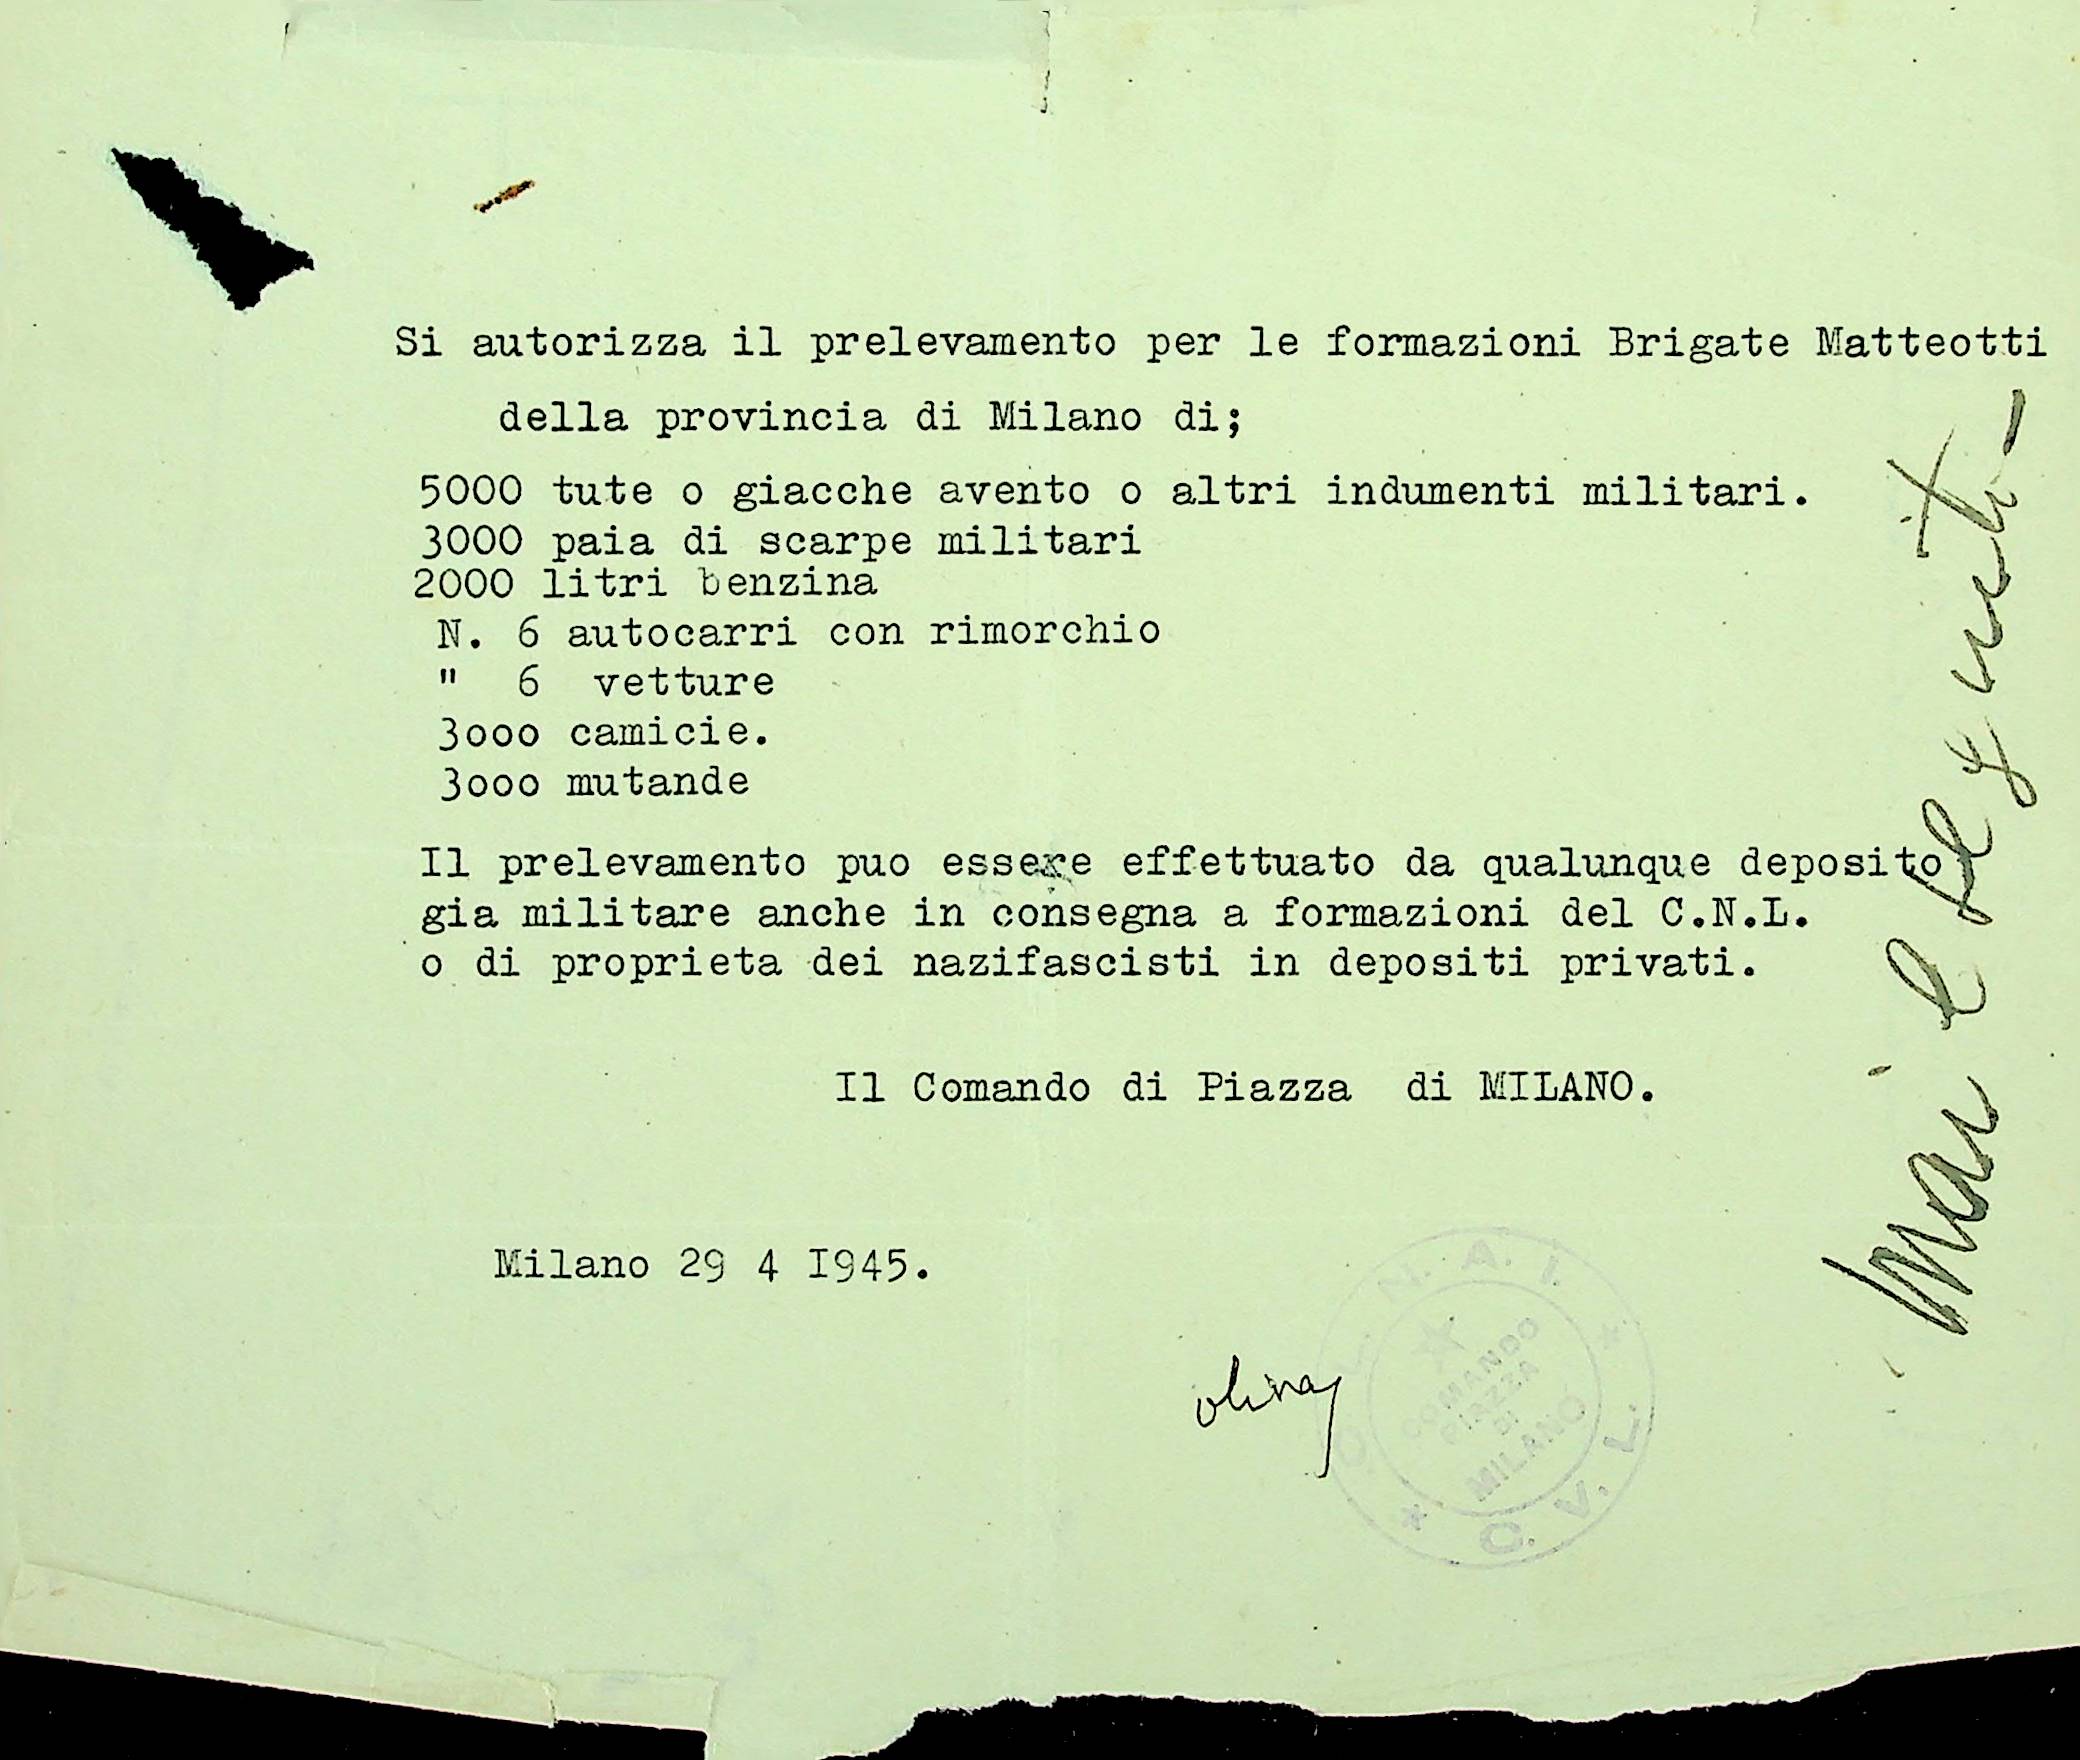 Si autorizza il prelevamento per le formazioni Brigate Matteotti
della provincia di Milano di;
5000 tute o giacche avento o altri indumenti militari.
3000 paia di scarpe militari
2000 litri benzina
N. 6 autocarri con rimorchio
" 6 vetture
3ooo camicie.
3ooo mutande
Il prelevamento puo essere effettuato da qualunque deposito
gia militare anche in consegna a formazioni del C.N.L.
o di proprieta dei nazifascisti in depositi privati.
Il Comando di Piazza di MILANO.
Milano 29 4 I945.
C. L. N. A. I.
COMANDO
PIAZZA
DI
MILANO
C. V. L.
mai